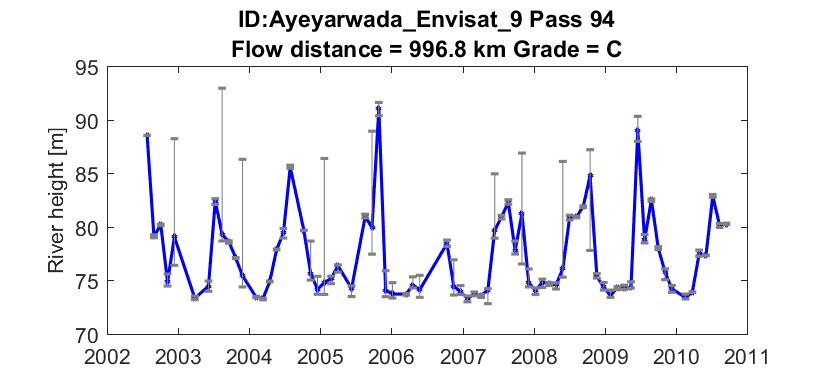 ID:Ayeyarwada_Envisat_9 Pass 94
Flow distance = 996.8 km Grade = C
River height [m]
95
90
85
80
75
70
2002 2003 2004 2005 2006 2007 2008 2009 2010 2011